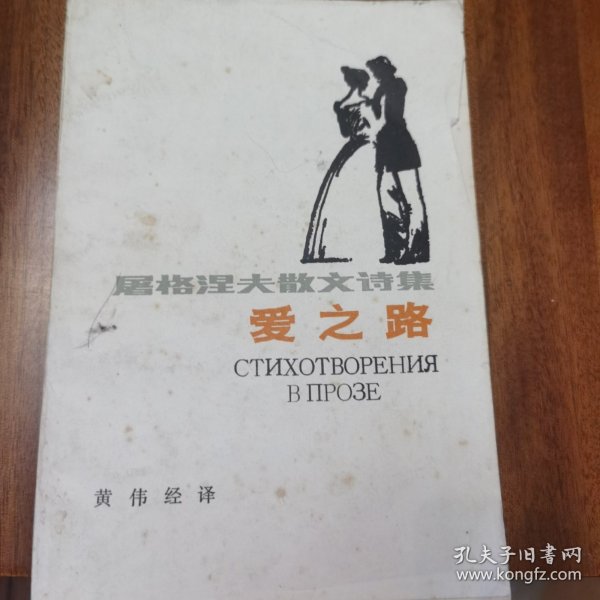 屠格涅夫散文诗集
爱之路
СТИХОТВОРЕНИЯ
В ПРОЗЕ
黄伟经译
孔夫子旧书网
www.kongfz.com